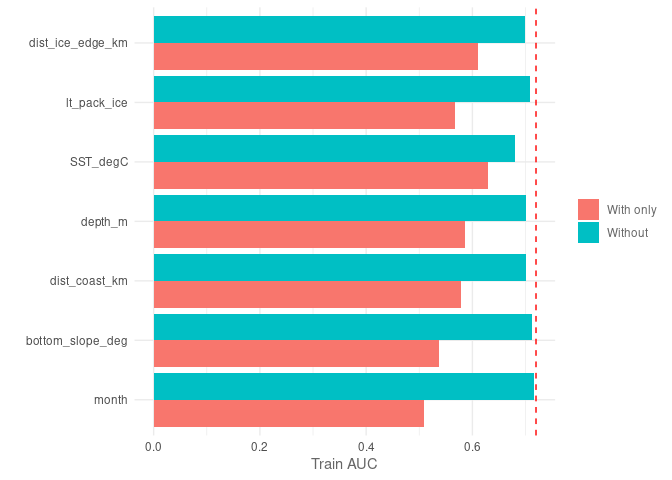 dist_ice_edge_km
lt_pack_ice
SST_degC
depth_m
dist_coast_km
bottom_slope_deg
month
0.0 0.2 0.4 0.6
Train AUC
With only
Without